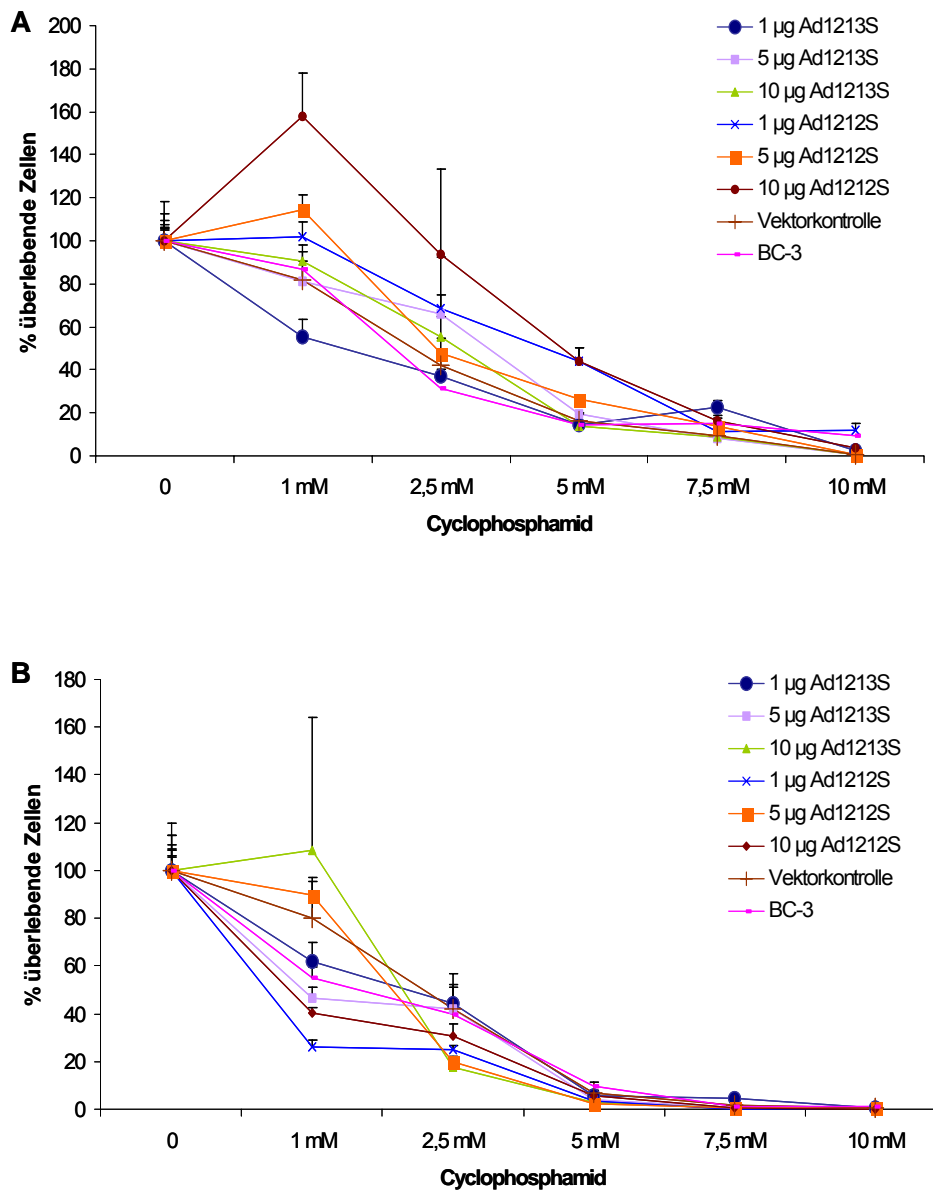 A
% überlebende Zellen
200
180
160
140
120
100
80
60
40
20
0
0 1 mM 2,5 mM 5 mM 7,5 mM 10 mM
Cyclophosphamid
1 µg Ad1213S
5 µg Ad1213S
10 µg Ad1213S
1 µg Ad1212S
5 µg Ad1212S
10 µg Ad1212S
Vektorkontrolle
BC-3
B
% überlebende Zellen
180
160
140
120
100
80
60
40
20
0
0 1 mM 2,5 mM 5 mM 7,5 mM 10 mM
Cyclophosphamid
1 µg Ad1213S
5 µg Ad1213S
10 µg Ad1213S
1 µg Ad1212S
5 µg Ad1212S
10 µg Ad1212S
Vektorkontrolle
BC-3